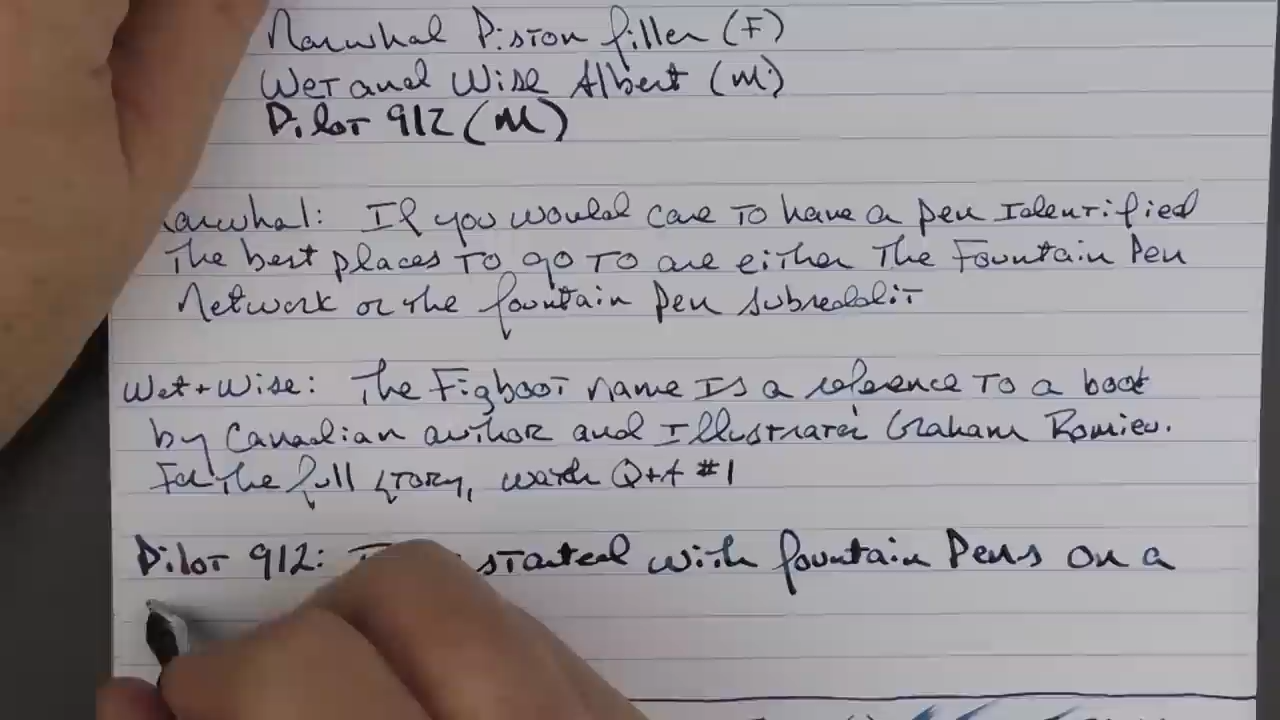 Narwhal Piston filler (F)
Wet and Wise Albert (M)
Pilot 912 (M)
arwhal: If you would care to have a pen Identified
The best places to go to are either The Fountain Pen
Network or the fountain pen subreddit
Wet + Wise: The Figboot name Is a reference to a book
by Canadian author and Illustrator Graham Romieu.
For the full story, watch Q+A #1
Pilot 912: started with fountain Pens on a